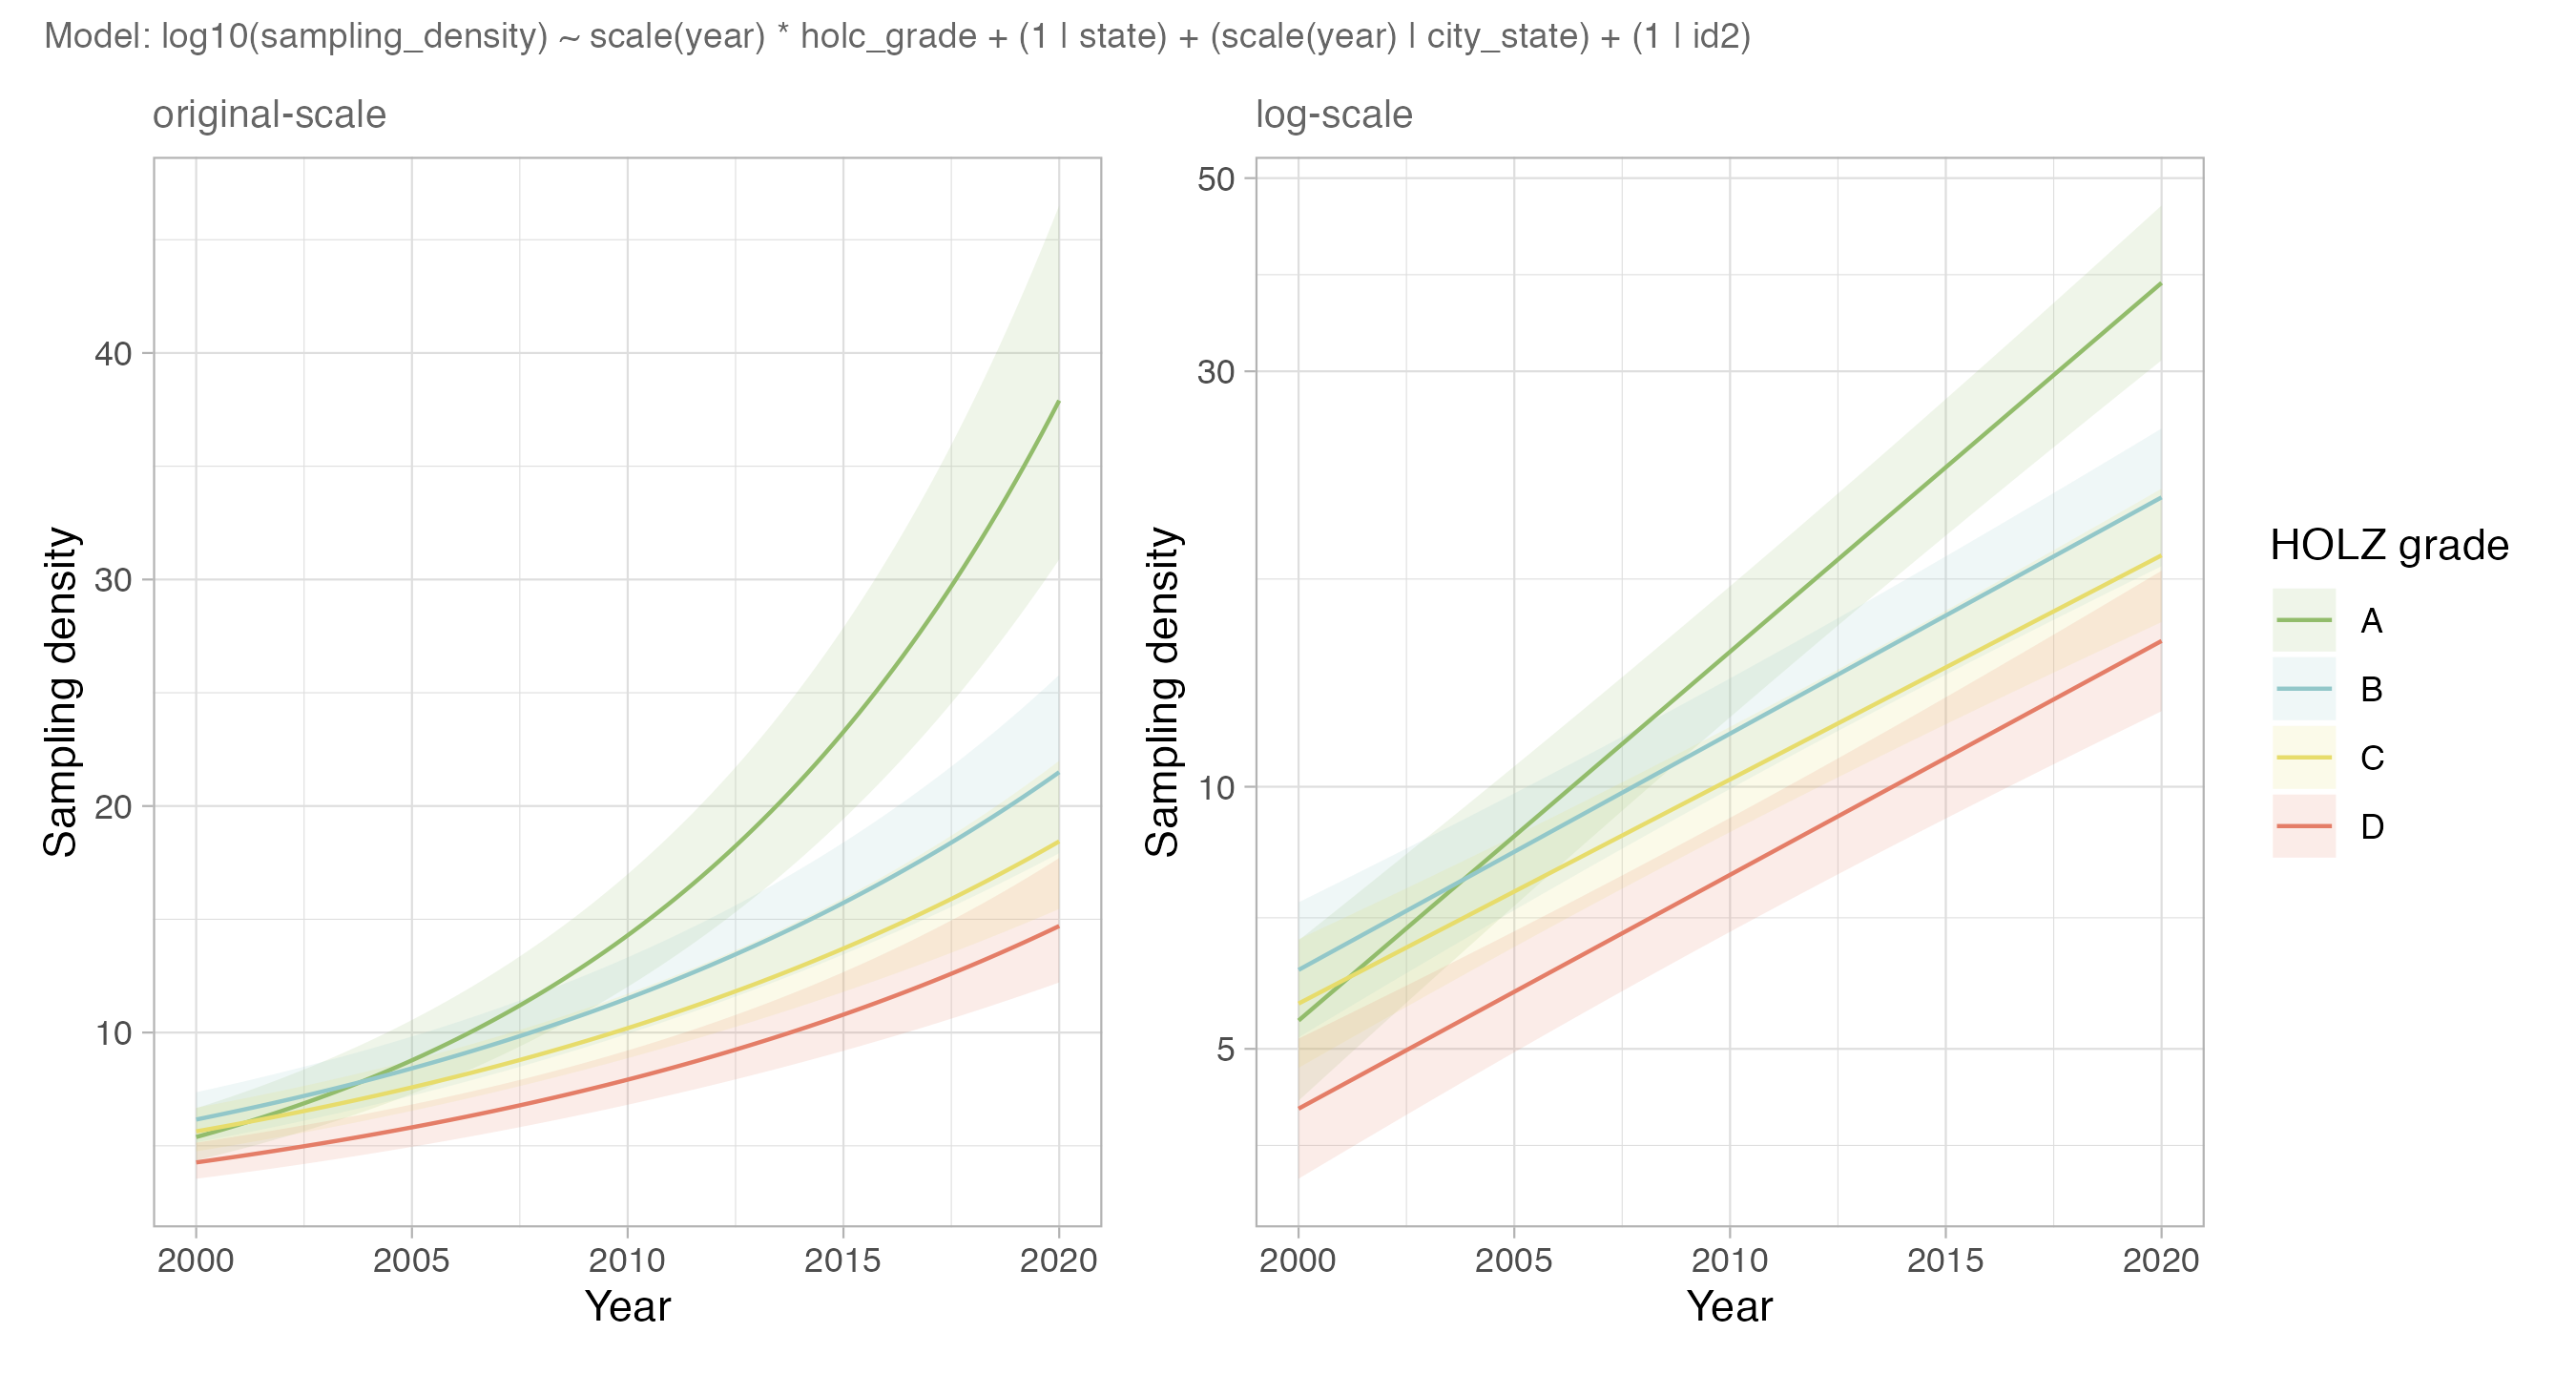 Model: log10(sampling_density) ~ scale(year) * holc_grade + (1 | state) + (scale(year) | city_state) + (1 | id2)
original-scale
Sampling density
40
30
20
10
2000 2005 2010 2015 2020
Year
log-scale
Sampling density
50
30
10
5
2000 2005 2010 2015 2020
Year
HOLZ grade
A
B
C
D